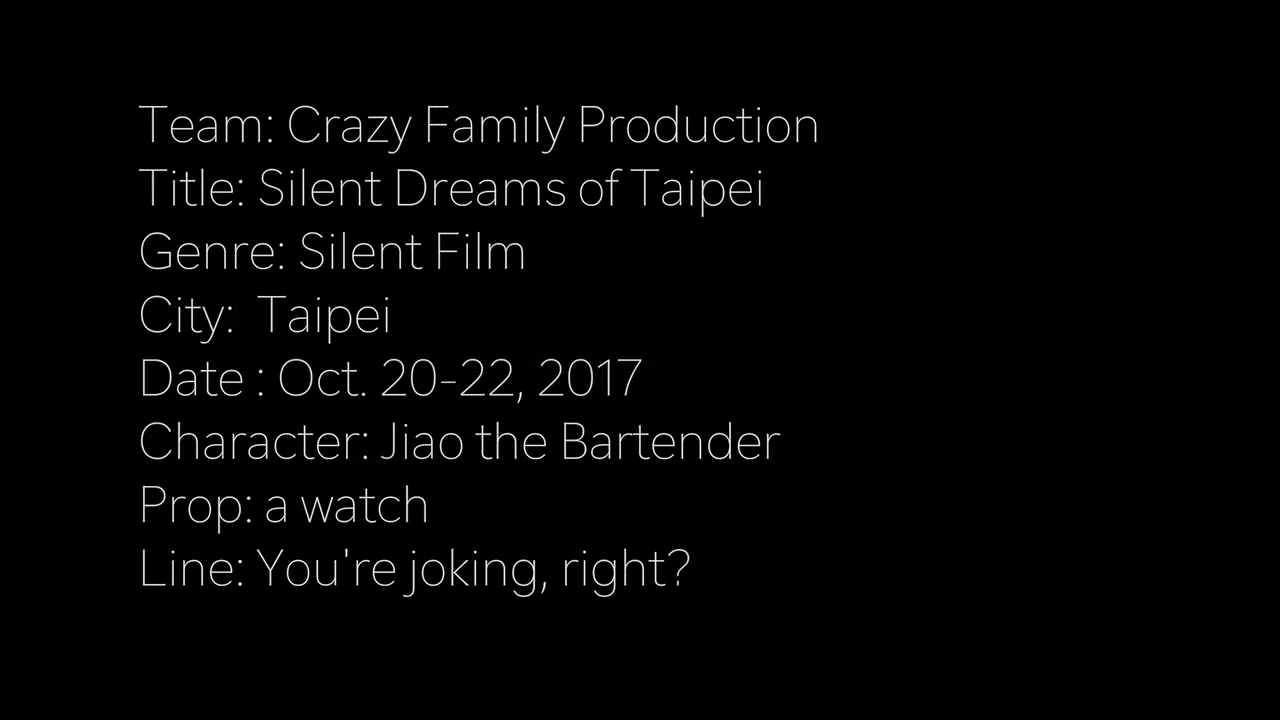 Team: Crazy Family Production
Title: Silent Dreams of Taipei
Genre: Silent Film
City:  Taipei
Date : Oct. 20-22, 2017
Character: Jiao the Bartender
Prop: a watch
Line: You're joking, right?